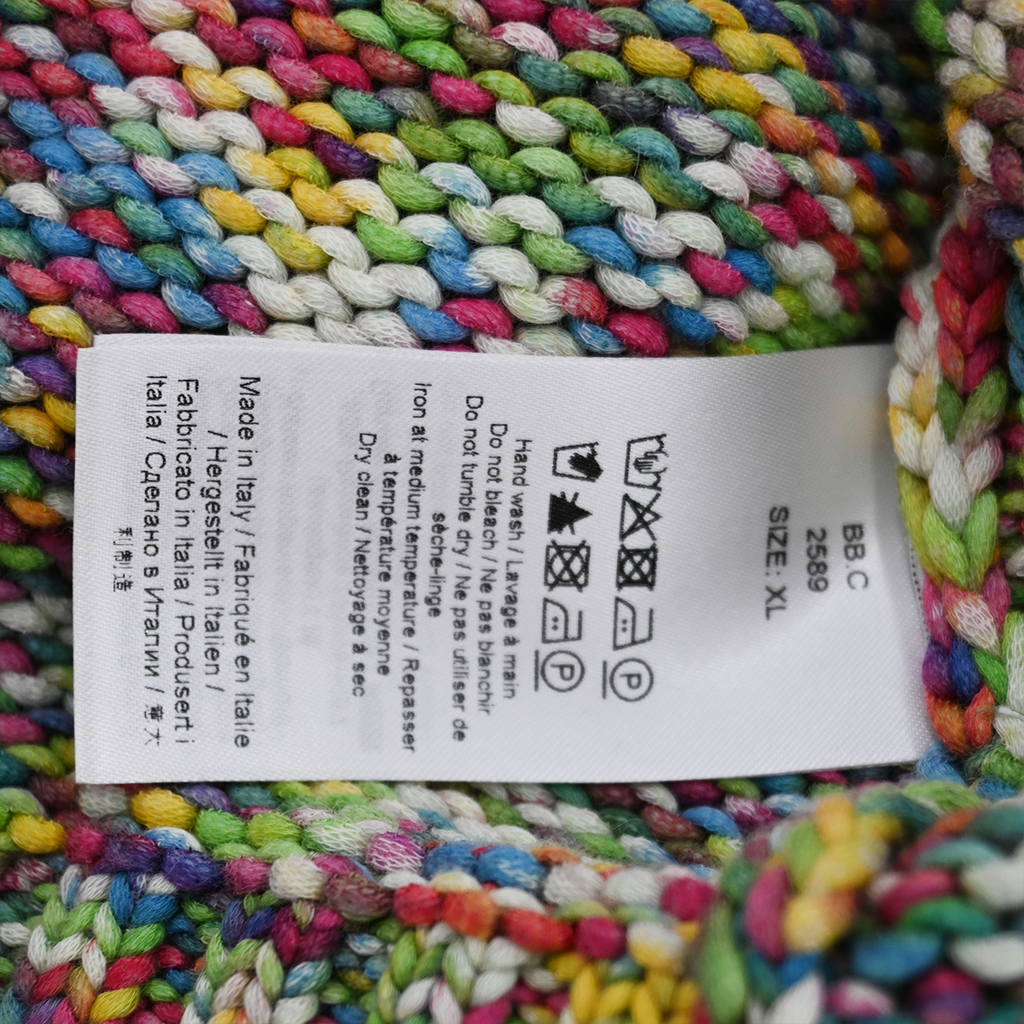 BB.C
2589
SIZE: XL
P
P
Hand wash / Lavage à main
Do not bleach / Ne pas blanchir
Do not tumble dry / Ne pas utiliser de
sèche-linge
Iron at medium temperature / Repasser
à température moyenne
Dry clean / Nettoyage à sec
Made in Italy / Fabriqué en Italie
/ Hergestellt in Italien /
Fabbricato in Italia / Produsert i
Italia / Сделано в Италии / 意大
利制造